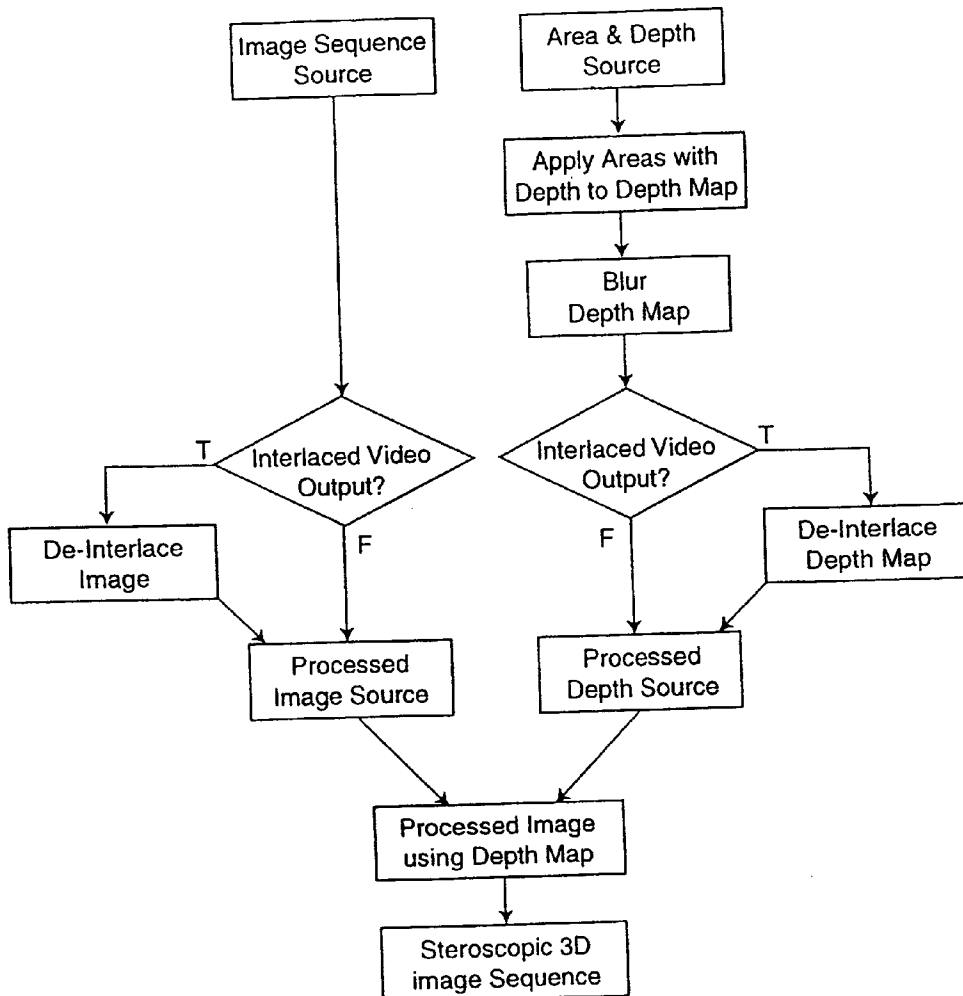 Image Sequence
Source
Area & Depth
Source
Apply Areas with
Depth to Depth Map
Blur
Depth Map
T
Interlaced Video
Output?
F
Interlaced Video
Output?
T
F
De-Interlace
Image
De-Interlace
Depth Map
Processed
Image Source
Processed
Depth Source
Processed Image
using Depth Map
Steroscopic 3D
image Sequence